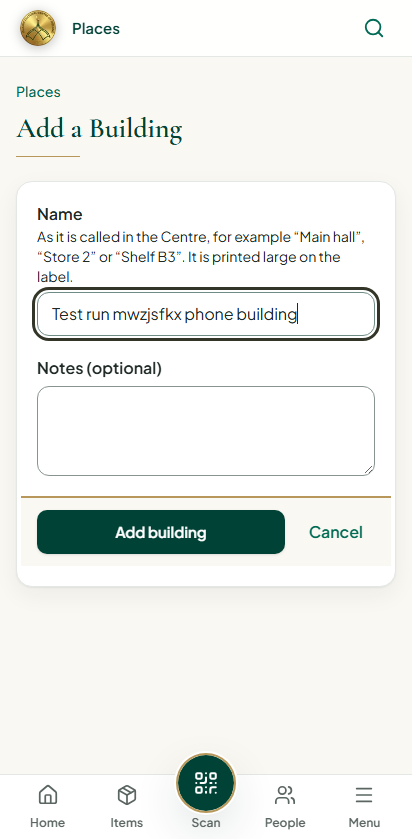 Places
Places
Add a Building
Name
As it is called in the Centre, for example “Main hall”,
“Store 2” or “Shelf B3”. It is printed large on the
label.
Test run mwzjsfkx phone building
Notes (optional)
Add building
Cancel
Home
Items
Scan
People
Menu